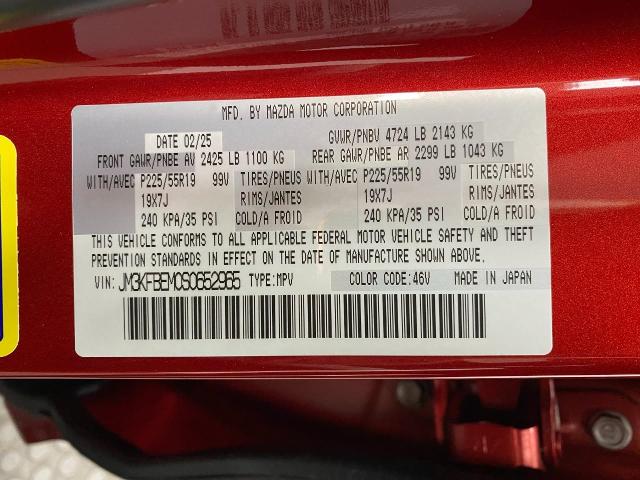 MFD. BY MAZDA MOTOR CORPORATION
DATE 02/25 GVWR/PNBV 4724 LB 2143 KG
FRONT GAWR/PNBE AV 2425 LB 1100 KG REAR GAWR/PNBE AR 2299 LB 1043 KG
WITH/AVEC P225/55R19 99V TIRES/PNEUS P225/55R19 99V TIRES/PNEUS
19X7J RIMS/JANTES 19X7J RIMS/JANTES
240 KPA/35 PSI COLD/A FROID 240 KPA/35 PSI COLD/A FROID
THIS VEHICLE CONFORMS TO ALL APPLICABLE FEDERAL MOTOR VEHICLE SAFETY AND THEFT
PREVENTION STANDARDS IN EFFECT ON THE DATE OF MANUFACTURE SHOWN ABOVE.
VIN: JM3KFBEM0S0652965 TYPE:MPV COLOR CODE:46V MADE IN JAPAN